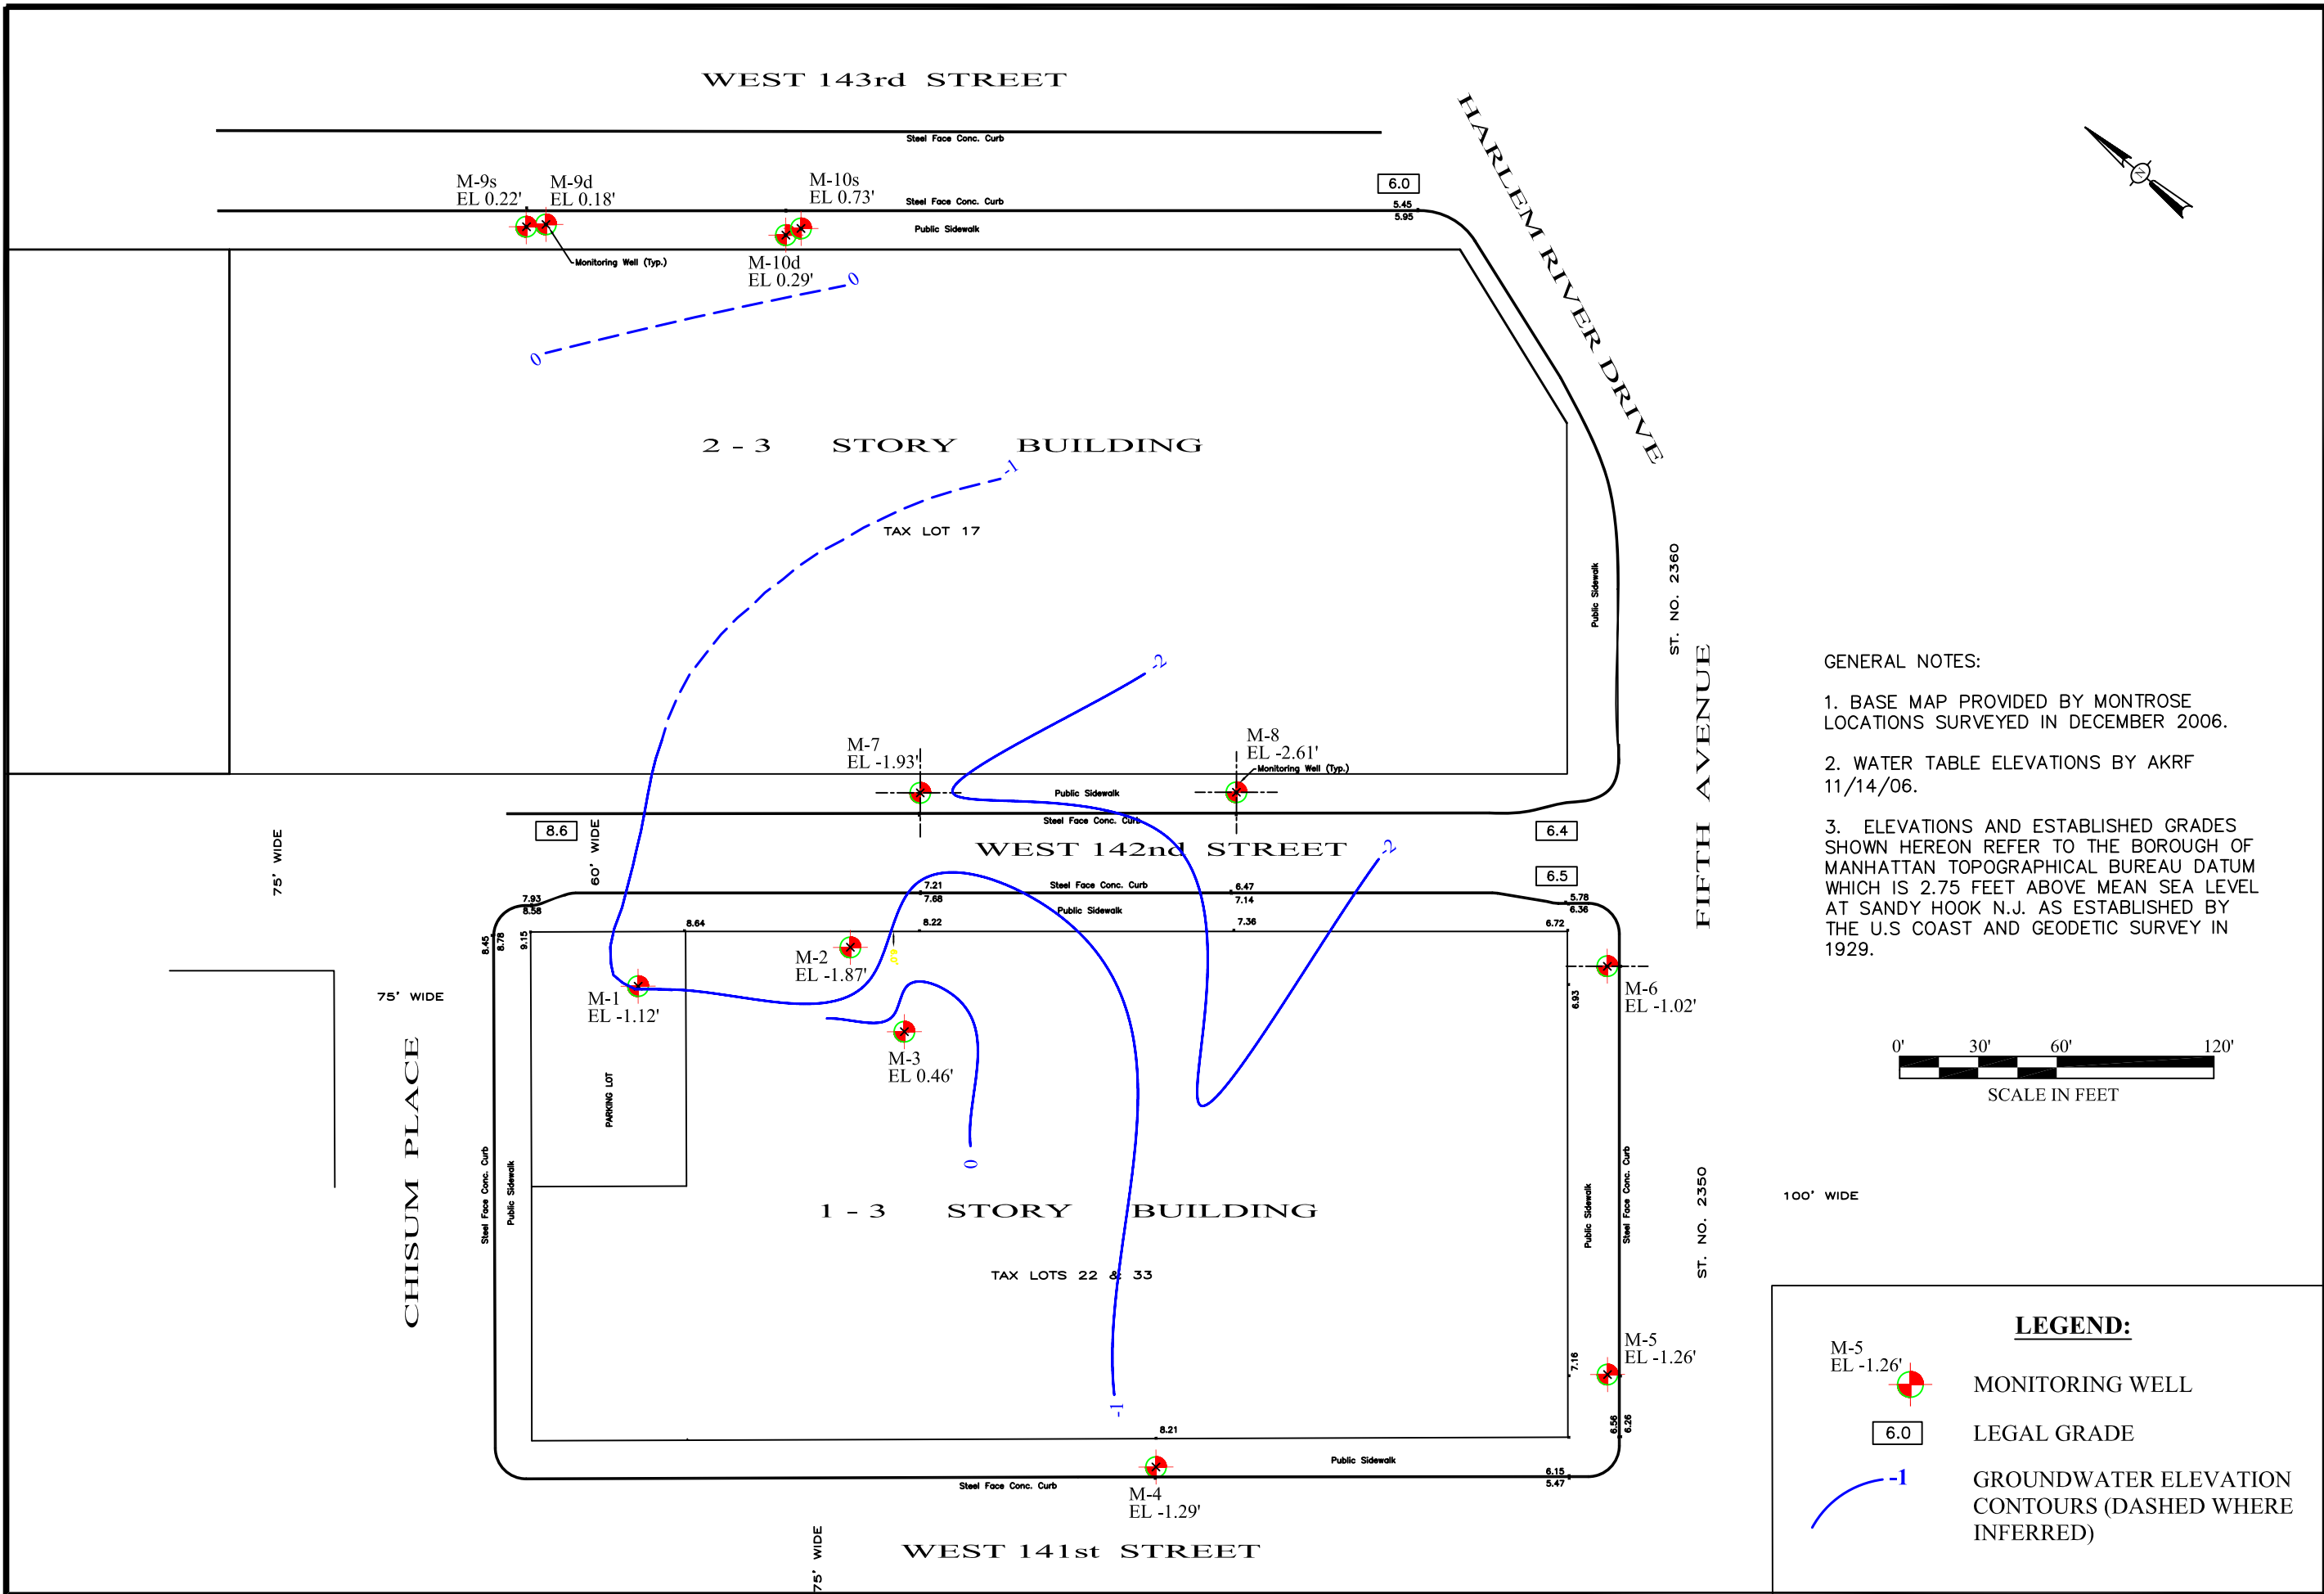 WEST 143rd STREET
Steel Face Conc. Curb
HARLEM RIVER DRIVE
N
M-9s
EL 0.22'
M-9d
EL 0.18'
M-10s
EL 0.73'
6.0
Steel Face Conc. Curb
5.45
5.95
Public Sidewalk
Monitoring Well (Typ.)
M-10d
EL 0.29'
0
0
2 - 3 STORY BUILDING
-1
TAX LOT 17
Public Sidewalk
ST. NO. 2360
FIFTH AVENUE
-2
M-7
EL -1.93'
M-8
EL -2.61'
Monitoring Well (Typ.)
Public Sidewalk
Steel Face Conc. Curb
8.6
60' WIDE
75' WIDE
WEST 142nd STREET
-2
6.4
6.5
7.93
8.58
7.21
7.68
Steel Face Conc. Curb
6.47
7.14
5.78
6.36
Public Sidewalk
8.45
8.78
9.15
8.64
8.22
7.36
6.72
M-2
EL -1.87'
M-1
EL -1.12'
M-3
EL 0.46'
M-6
EL -1.02'
6.93
75' WIDE
CHISUM PLACE
PARKING LOT
Steel Face Conc. Curb
Public Sidewalk
0
1 - 3 STORY BUILDING
TAX LOTS 22 & 33
Public Sidewalk
Steel Face Conc. Curb
ST. NO. 2350
100' WIDE
M-5
EL -1.26'
7.16
-1
8.21
6.56
6.26
Public Sidewalk
6.15
5.47
Steel Face Conc. Curb
M-4
EL -1.29'
75' WIDE
WEST 141st STREET
GENERAL NOTES:
1. BASE MAP PROVIDED BY MONTROSE
LOCATIONS SURVEYED IN DECEMBER 2006.
2. WATER TABLE ELEVATIONS BY AKRF
11/14/06.
3. ELEVATIONS AND ESTABLISHED GRADES
SHOWN HEREON REFER TO THE BOROUGH OF
MANHATTAN TOPOGRAPHICAL BUREAU DATUM
WHICH IS 2.75 FEET ABOVE MEAN SEA LEVEL
AT SANDY HOOK N.J. AS ESTABLISHED BY
THE U.S COAST AND GEODETIC SURVEY IN
1929.
0' 30' 60' 120'
SCALE IN FEET
LEGEND:
M-5
EL -1.26'
MONITORING WELL
6.0
LEGAL GRADE
-1
GROUNDWATER ELEVATION
CONTOURS (DASHED WHERE
INFERRED)